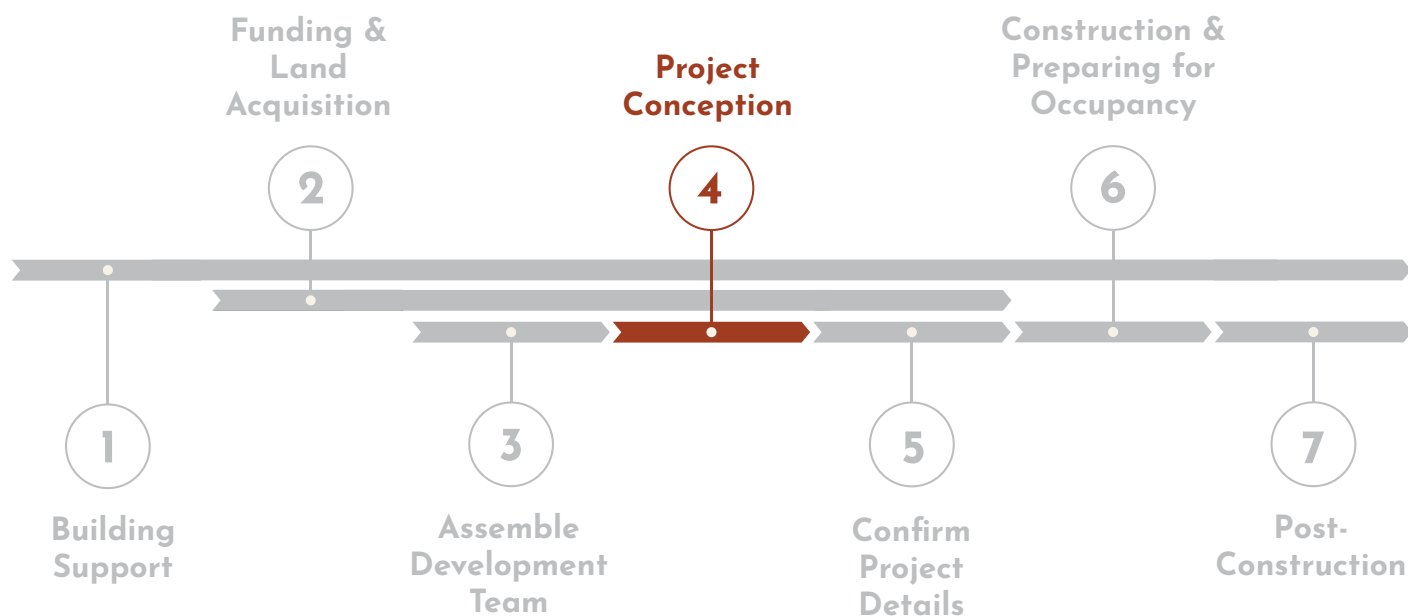 Funding &
Land
Acquisition
2
Project
Conception
4
Construction &
Preparing for
Occupancy
6
1
Building
Support
3
Assemble
Development
Team
5
Confirm
Project
Details
7
Post-
Construction